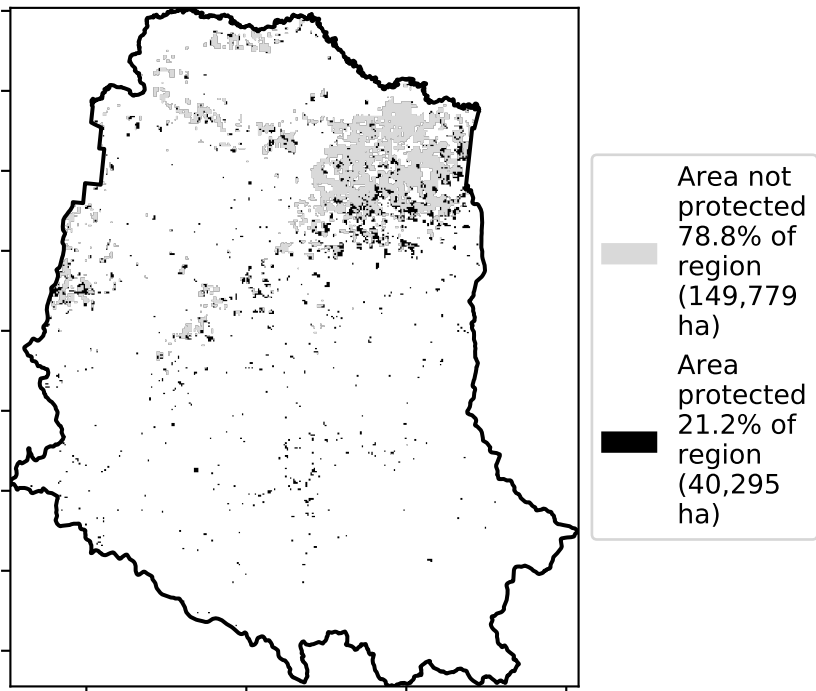 Area not
protected
78.8% of
region
(149,779
ha)
Area
protected
21.2% of
region
(40,295
ha)